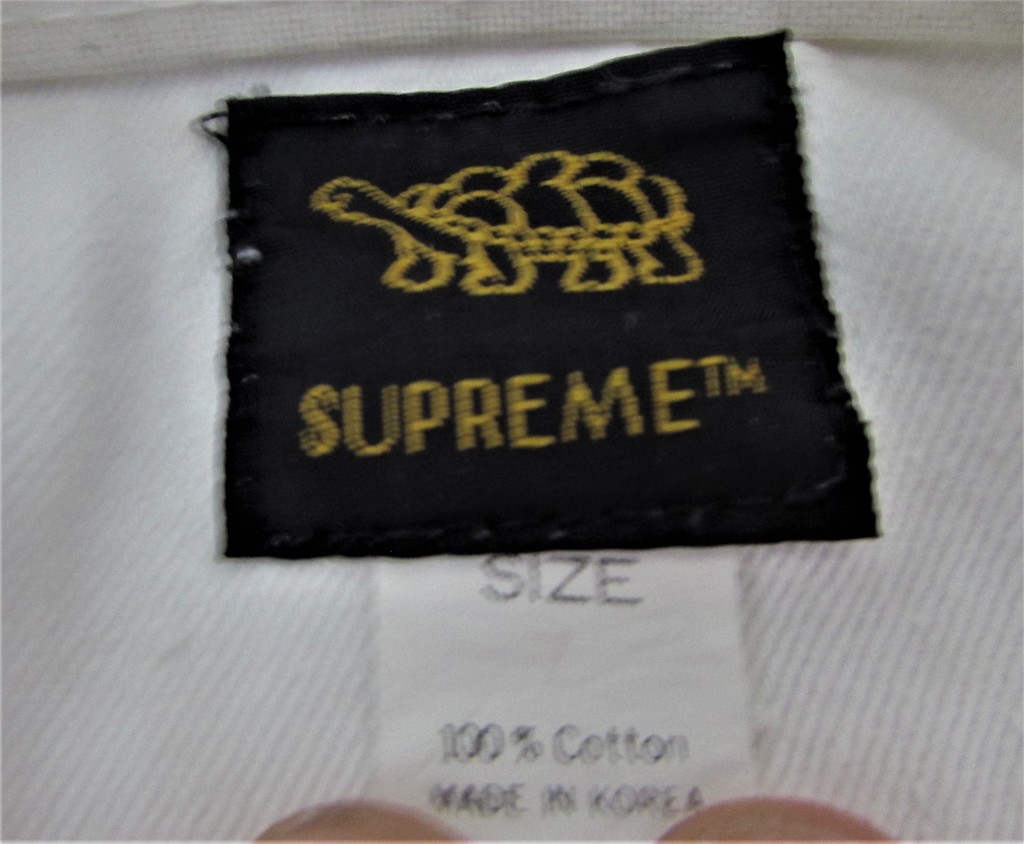 SUPREME™
SIZE
100% Cotton
MADE IN KOREA